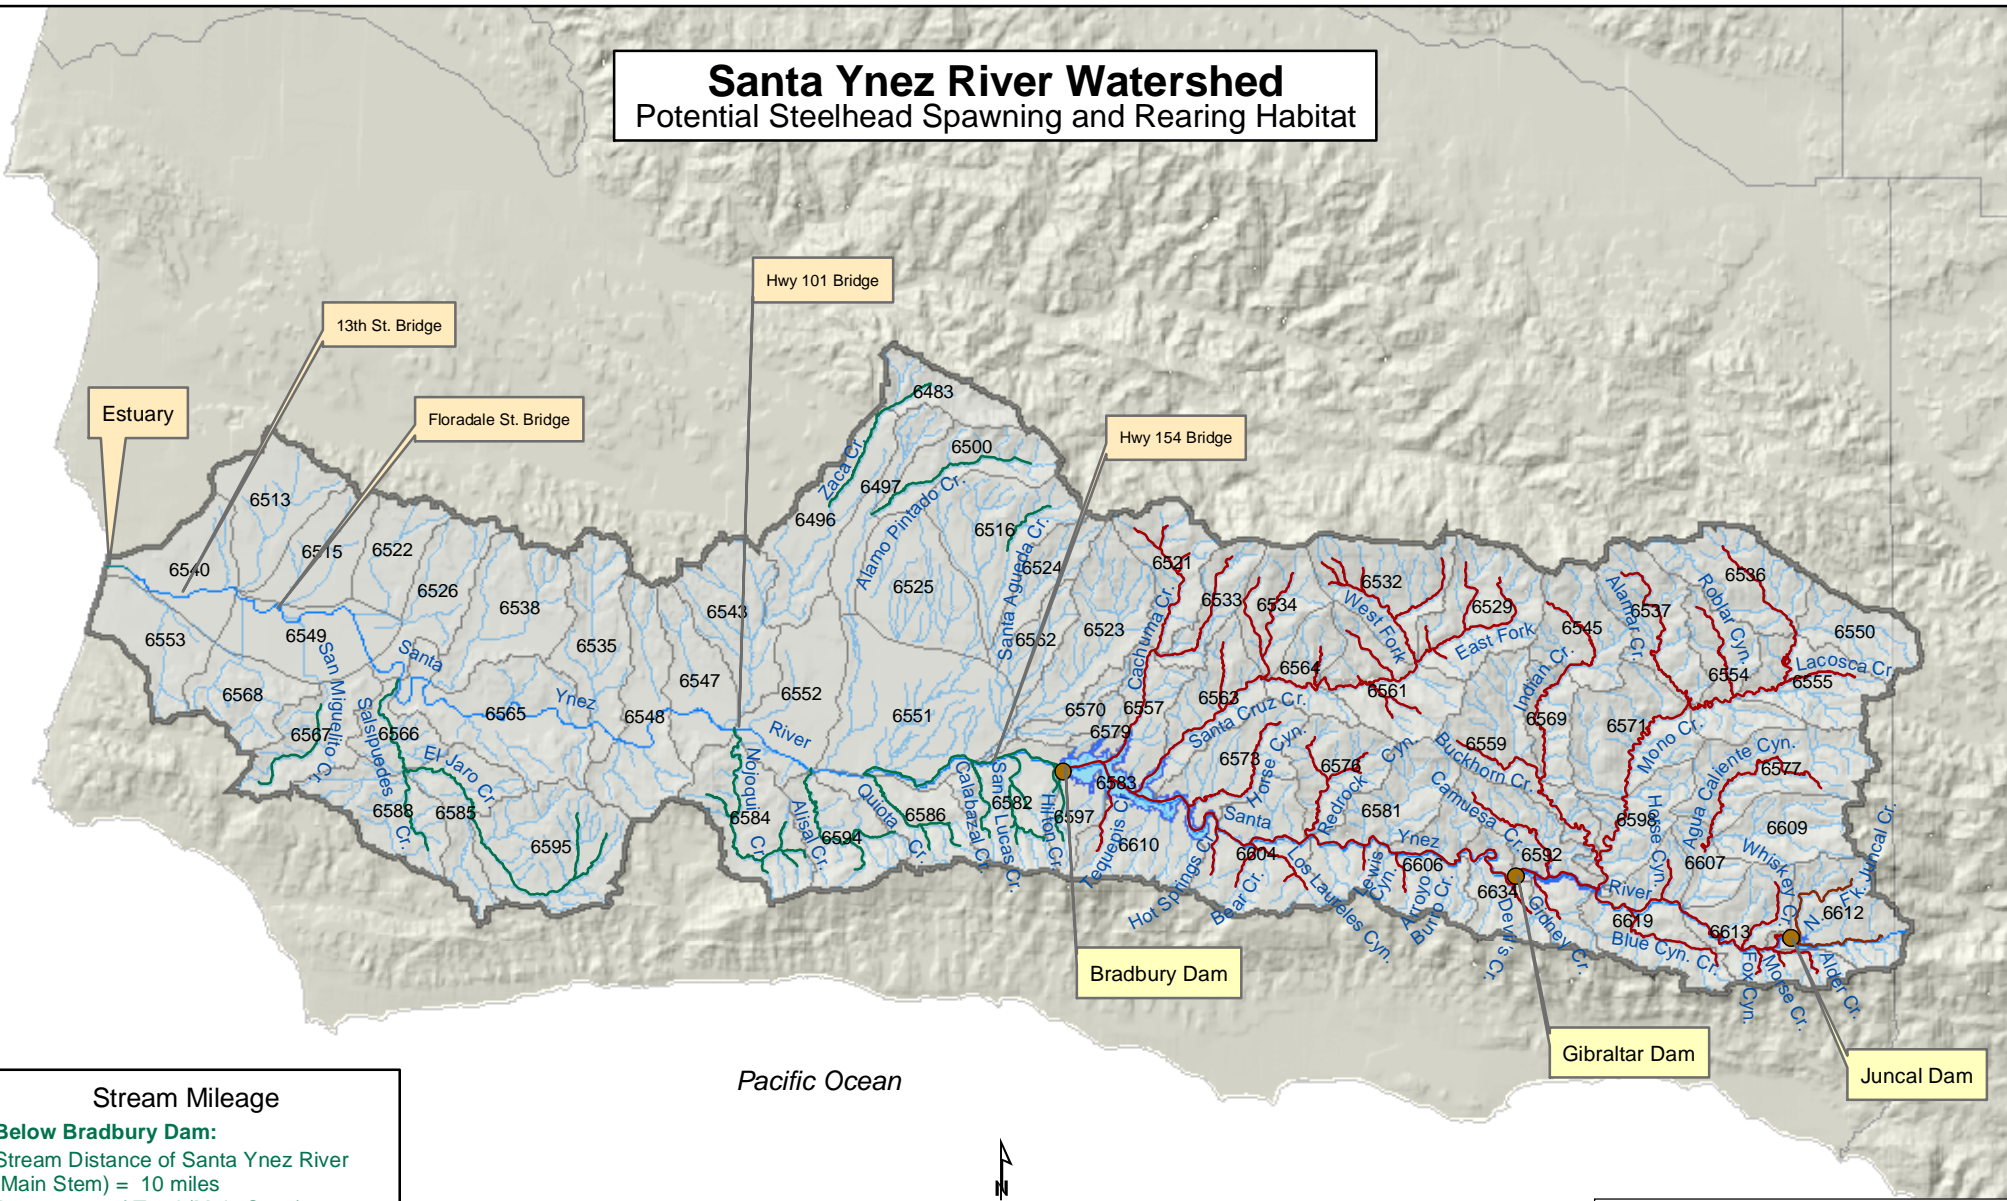 Santa Ynez River Watershed
Potential Steelhead Spawning and Rearing Habitat
Hwy 101 Bridge
13th St. Bridge
Estuary
Floradale St. Bridge
Hwy 154 Bridge
6483
6500
6497
6496
6516
6524
6525
6513
6515
6522
6540
6526
6538
6535
6543
6553
6549
6568
6567
6566
6565
6548
6547
6552
6551
6562
6523
6521
6533
6534
6532
6529
6545
6537
6536
6550
6554
6555
6564
6561
6563
6557
6570
6579
6569
6571
6559
6573
6576
6577
6583
6581
6582
6597
6586
6594
6584
6588
6585
6595
6610
6604
6606
6592
6598
6607
6609
6612
6613
6619
6634
Zaca Cr.
Alamo Pintado Cr.
Santa Agueda Cr.
Cachuma Cr.
West Fork
East Fork
Indian Cr.
Alamar Cr.
Roblar Cyn.
Lacosca Cr
Mono Cr.
Santa Cruz Cr.
Horse Cyn.
Redrock Cyn.
Buckhorn Cr.
Camuesa Cr.
Agua Caliente Cyn.
Horse Cyn
Whiskey Cr.
N. Fk. Juncal Cr.
Santa
Ynez
River
San Miguelito Cr.
Salsipuedes Cr.
El Jaro Cr.
Nojoqui Cr.
Alisal Cr.
Quiota Cr.
Calabazal Cr.
San Lucas Cr.
Hilton Cr.
Tequepis Cr.
Hot Springs Cr.
Bear Cr.
Los Laureles Cyn.
Lewis Cyn.
Arroyo Burro Cr.
Devil's Cr.
Gidney Cr.
Blue Cyn. Cr.
Fox Cyn.
Morse Cr.
Alder Cr.
Santa
Ynez
River
Bradbury Dam
Gibraltar Dam
Juncal Dam
Pacific Ocean
N
Stream Mileage
Below Bradbury Dam:
Stream Distance of Santa Ynez River
(Main Stem) = 10 miles